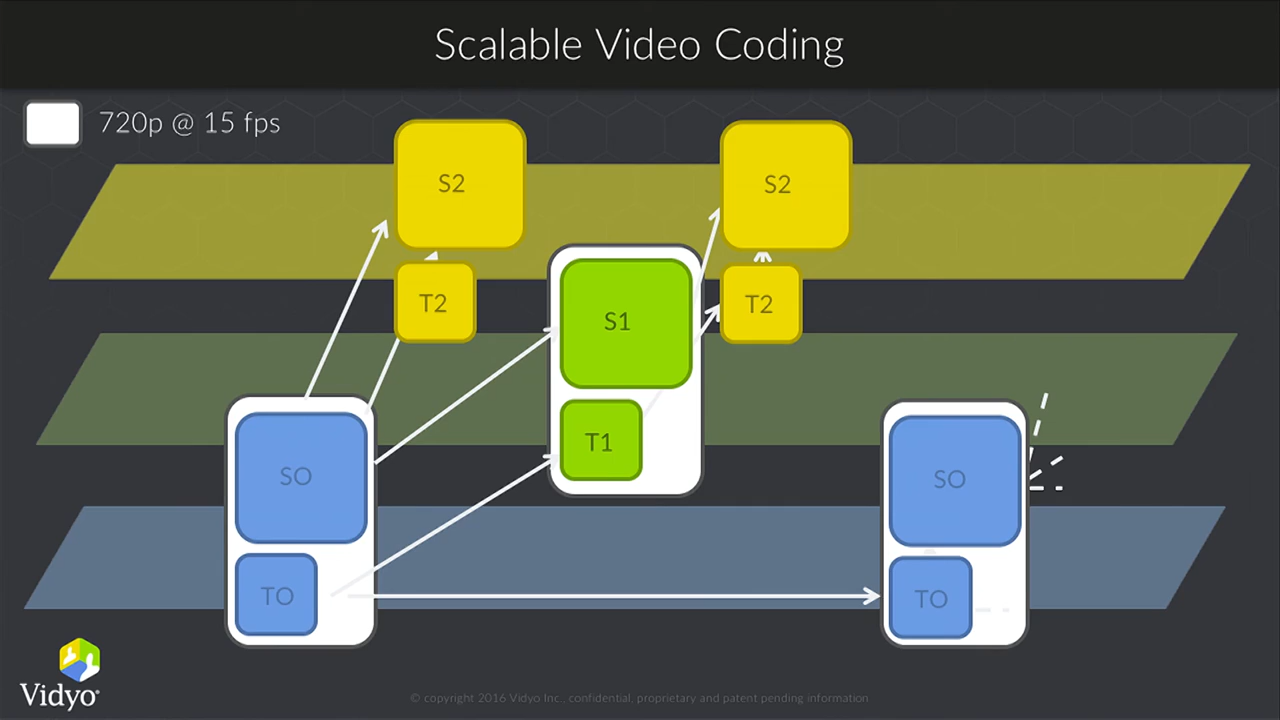 Scalable Video Coding
720p @ 15 fps
S2
S2
T2
T2
S1
T1
SO
SO
TO
TO
Vidyo®
© copyright 2016 Vidyo Inc., confidential, proprietary and patent pending information